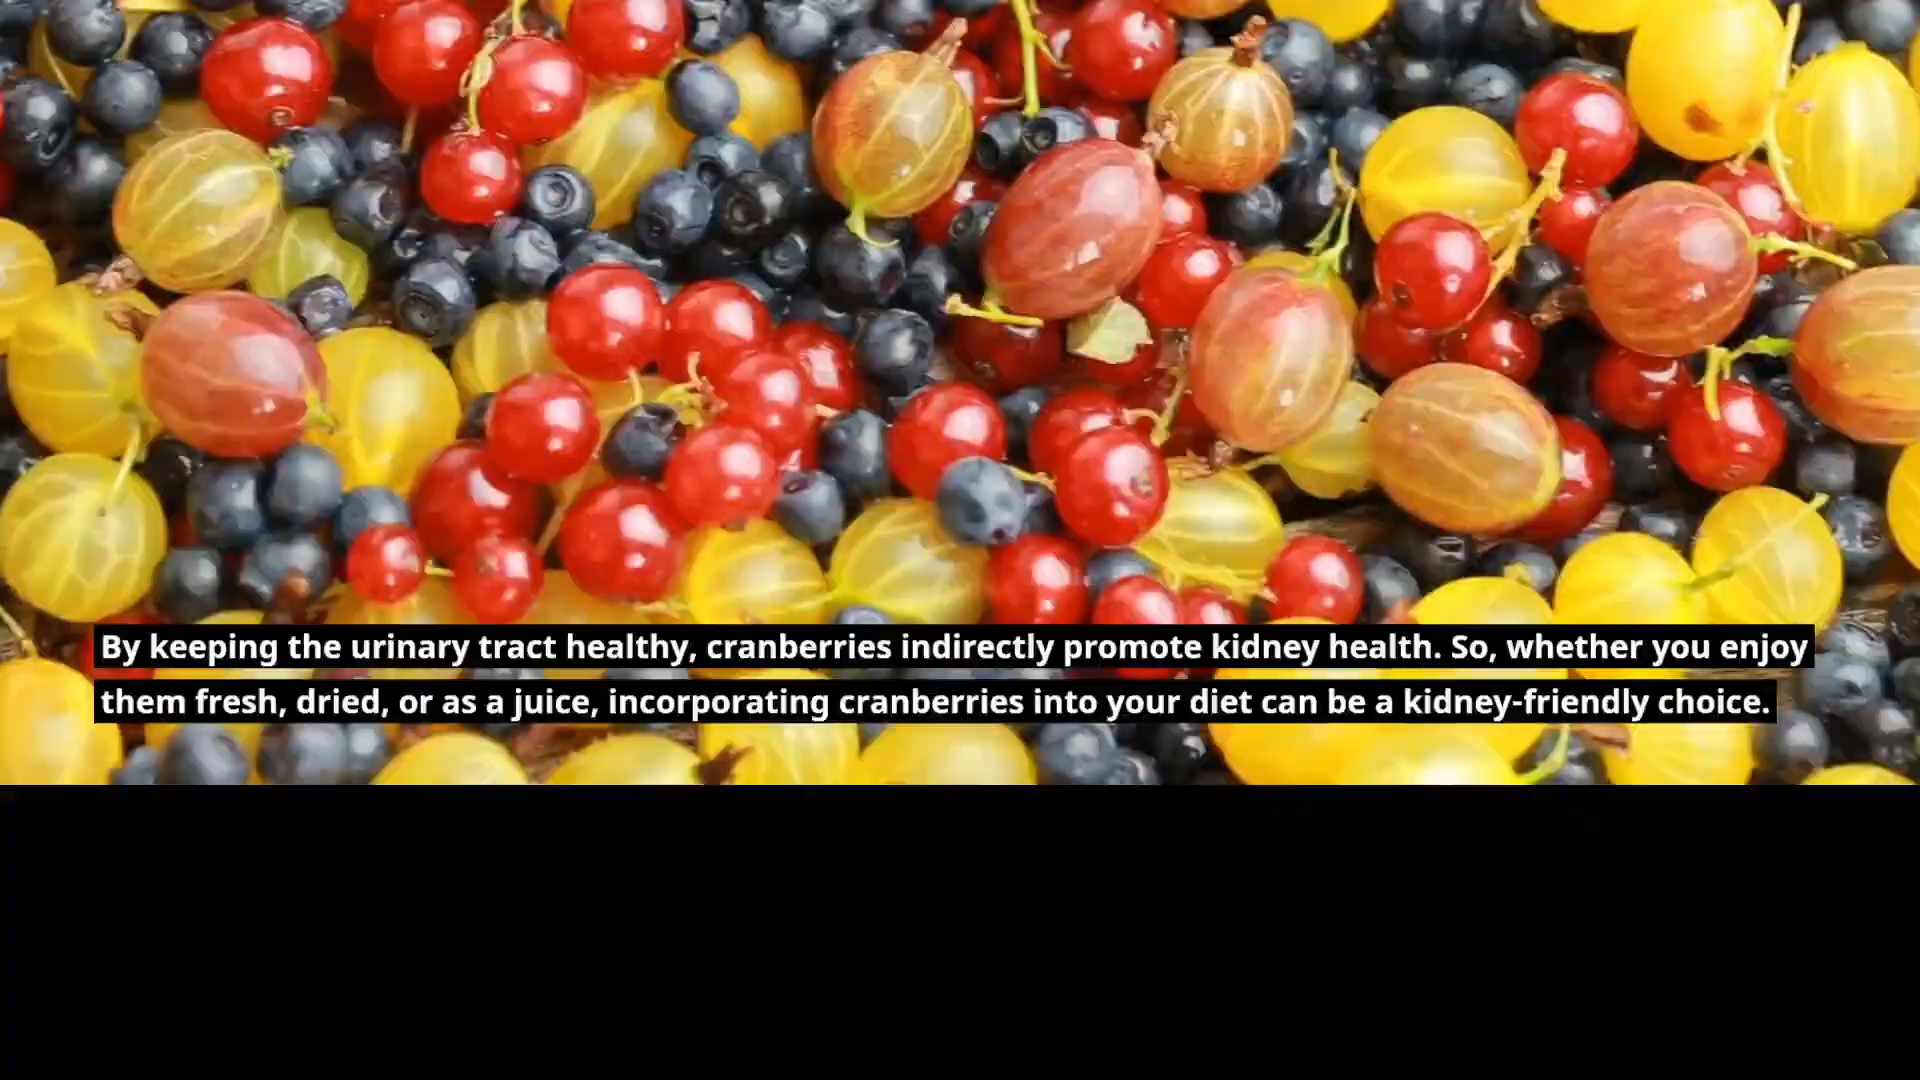 By keeping the urinary tract healthy, cranberries indirectly promote kidney health. So, whether you enjoy
them fresh, dried, or as a juice, incorporating cranberries into your diet can be a kidney-friendly choice.